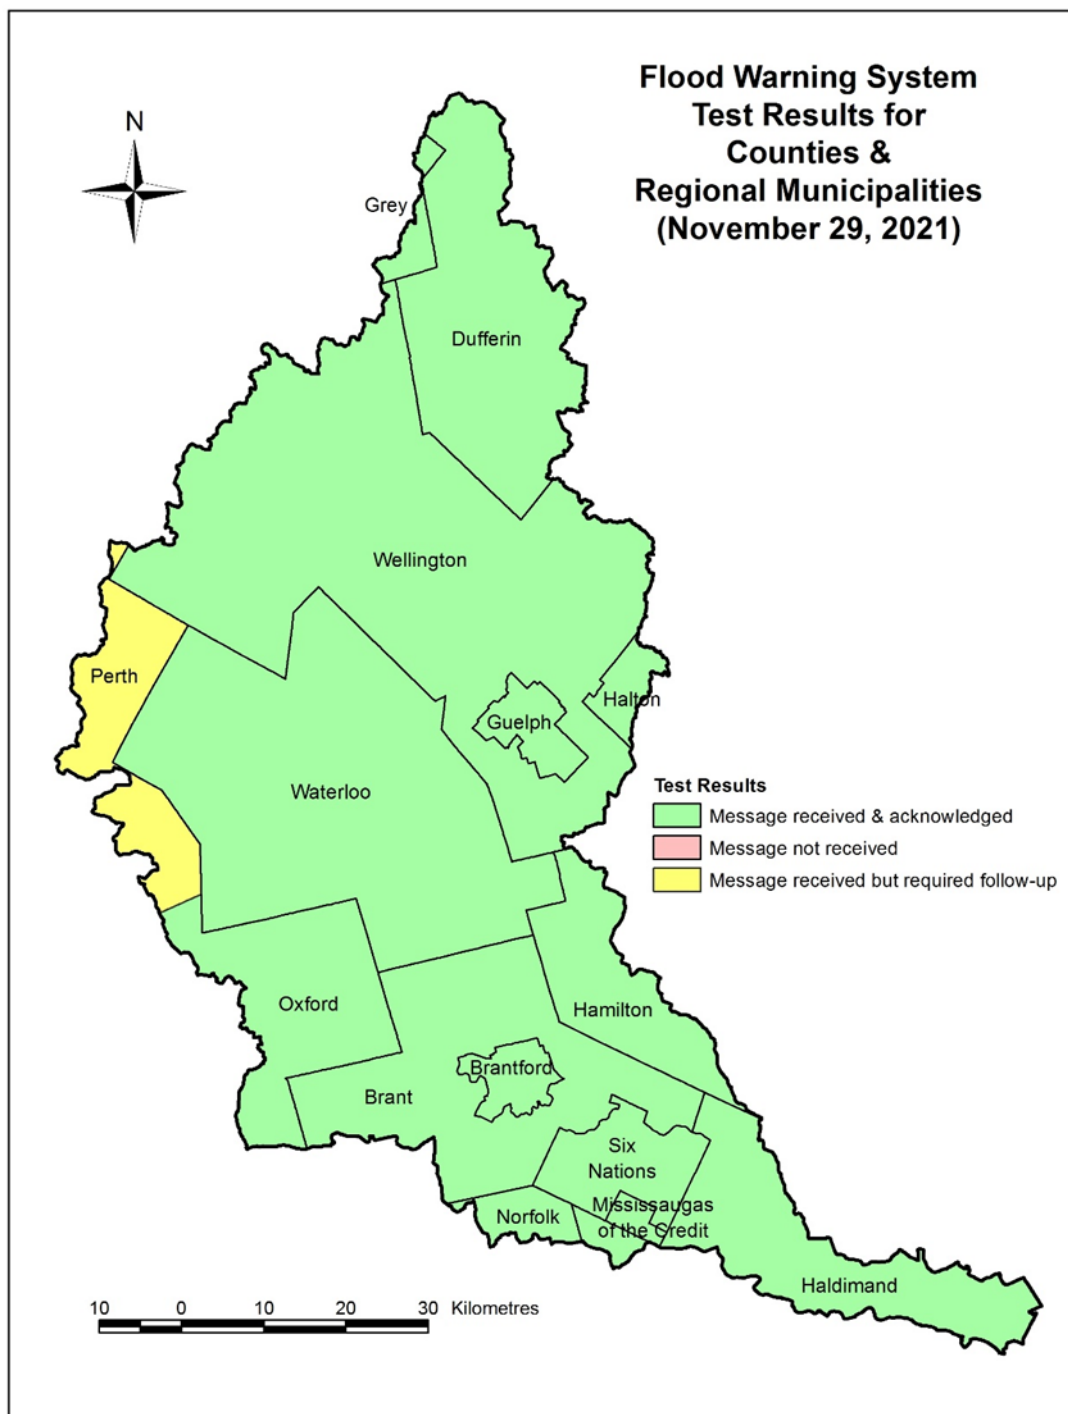 Flood Warning System
Test Results for
Counties &
Regional Municipalities
(November 29, 2021)
N
Grey
Dufferin
Wellington
Perth
Halton
Guelph
Waterloo
Test Results
Message received & acknowledged
Message not received
Message received but required follow-up
Oxford
Hamilton
Brantford
Brant
Six
Nations
Mississaugas
of the Credit
Norfolk
Haldimand
10 0 10 20 30 Kilometres